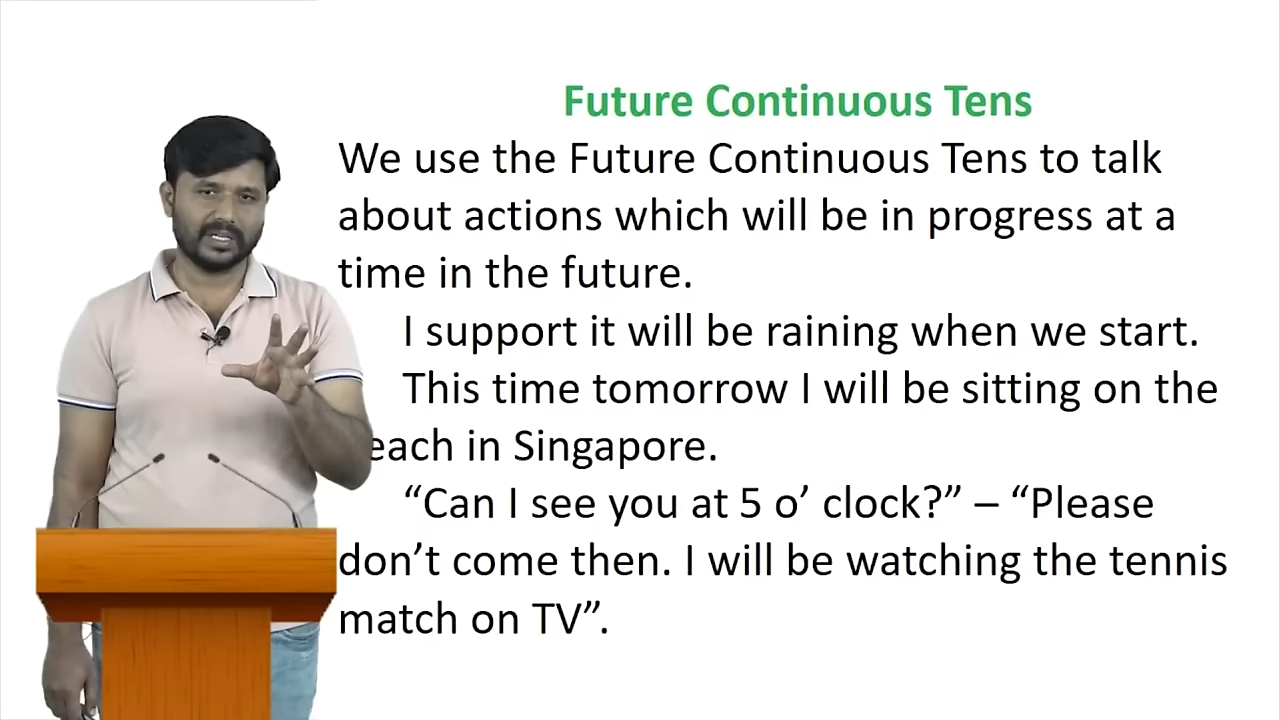 Future Continuous Tens
We use the Future Continuous Tens to talk
about actions which will be in progress at a
time in the future.
I support it will be raining when we start.
This time tomorrow I will be sitting on the
each in Singapore.
“Can I see you at 5 o’ clock?” – “Please
don’t come then. I will be watching the tennis
match on TV”.